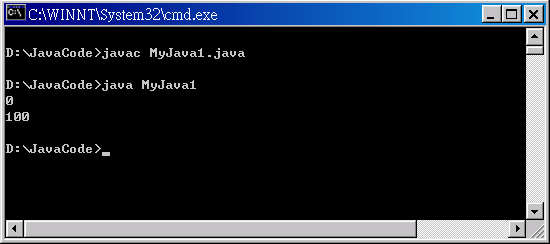 C:\WINNT\System32\cmd.exe
D:\JavaCode>javac MyJava1.java
D:\JavaCode>java MyJava1
0
100
D:\JavaCode>_